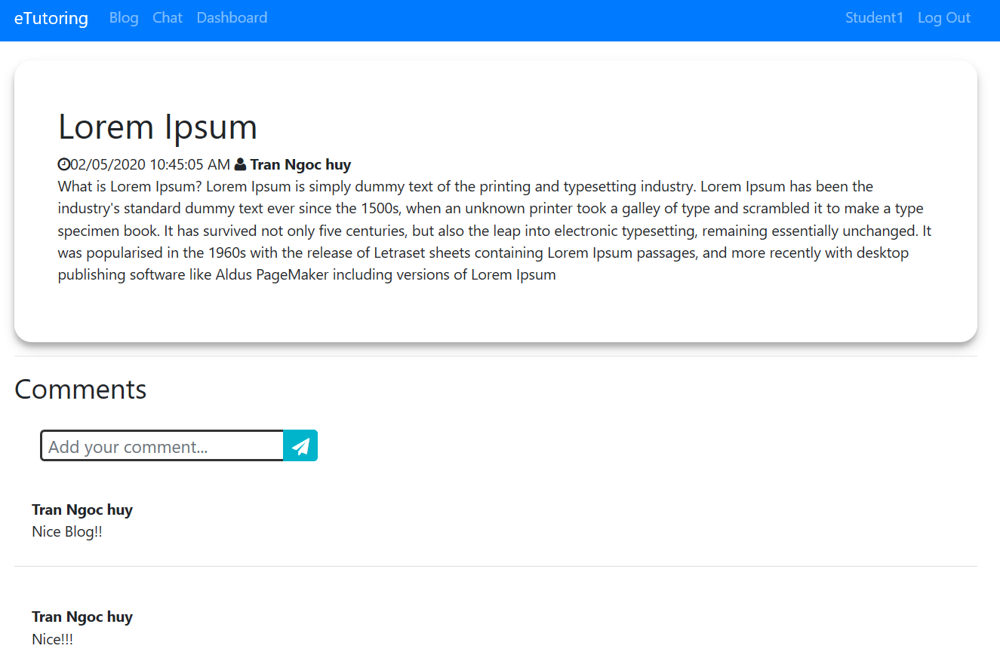 eTutoring Blog Chat Dashboard Student1 Log Out
Lorem Ipsum
02/05/2020 10:45:05 AM Tran Ngoc huy
What is Lorem Ipsum? Lorem Ipsum is simply dummy text of the printing and typesetting industry. Lorem Ipsum has been the
industry's standard dummy text ever since the 1500s, when an unknown printer took a galley of type and scrambled it to make a type
specimen book. It has survived not only five centuries, but also the leap into electronic typesetting, remaining essentially unchanged. It
was popularised in the 1960s with the release of Letraset sheets containing Lorem Ipsum passages, and more recently with desktop
publishing software like Aldus PageMaker including versions of Lorem Ipsum
Comments
Add your comment...
Tran Ngoc huy
Nice Blog!!
Tran Ngoc huy
Nice!!!